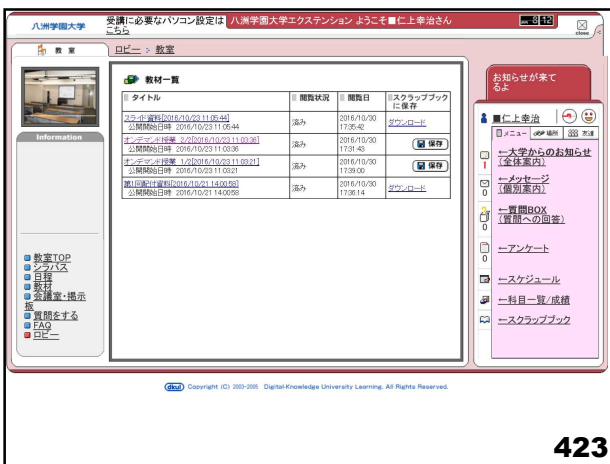 八洲学園大学
受講に必要なパソコン設定は
こちら
八洲学園大学エクステンション ようこそ■仁上幸治さん
8 12
close
教 室
ロビー > 教室
お知らせが来て
るよ
教材一覧
タイトル 閲覧状況 閲覧日 スクラップブック
に保存
スライド資料[2016/10/23 11:05:44]
公開開始日時 2016/10/23 11:05:44
済み
2016/10/30
17:35:42
ダウンロード
オンデマンド授業 2/2[2016/10/23 11:03:36]
公開開始日時 2016/10/23 11:03:36
済み
2016/10/30
17:31:43
保存
オンデマンド授業 1/2[2016/10/23 11:03:21]
公開開始日時 2016/10/23 11:03:21
済み
2016/10/30
17:39:00
保存
第1回配付資料[2016/10/21 14:00:58]
公開開始日時 2016/10/21 14:00:58
済み
2016/10/30
17:36:14
ダウンロード
Information
教室TOP
シラバス
日程
教材
会議室・掲示
板
質問をする
FAQ
ロビー
■仁上幸治
メニュー 場所 友達
←大学からのお知らせ
(全体案内)
1
←メッセージ
(個別案内)
0
←質問BOX
(質問への回答)
0
←アンケート
0
←スケジュール
←科目一覧/成績
←スクラップブック
Copyright (C) 2003-2005 Digital-Knowledge University Learning. All Rights Reserved.
423